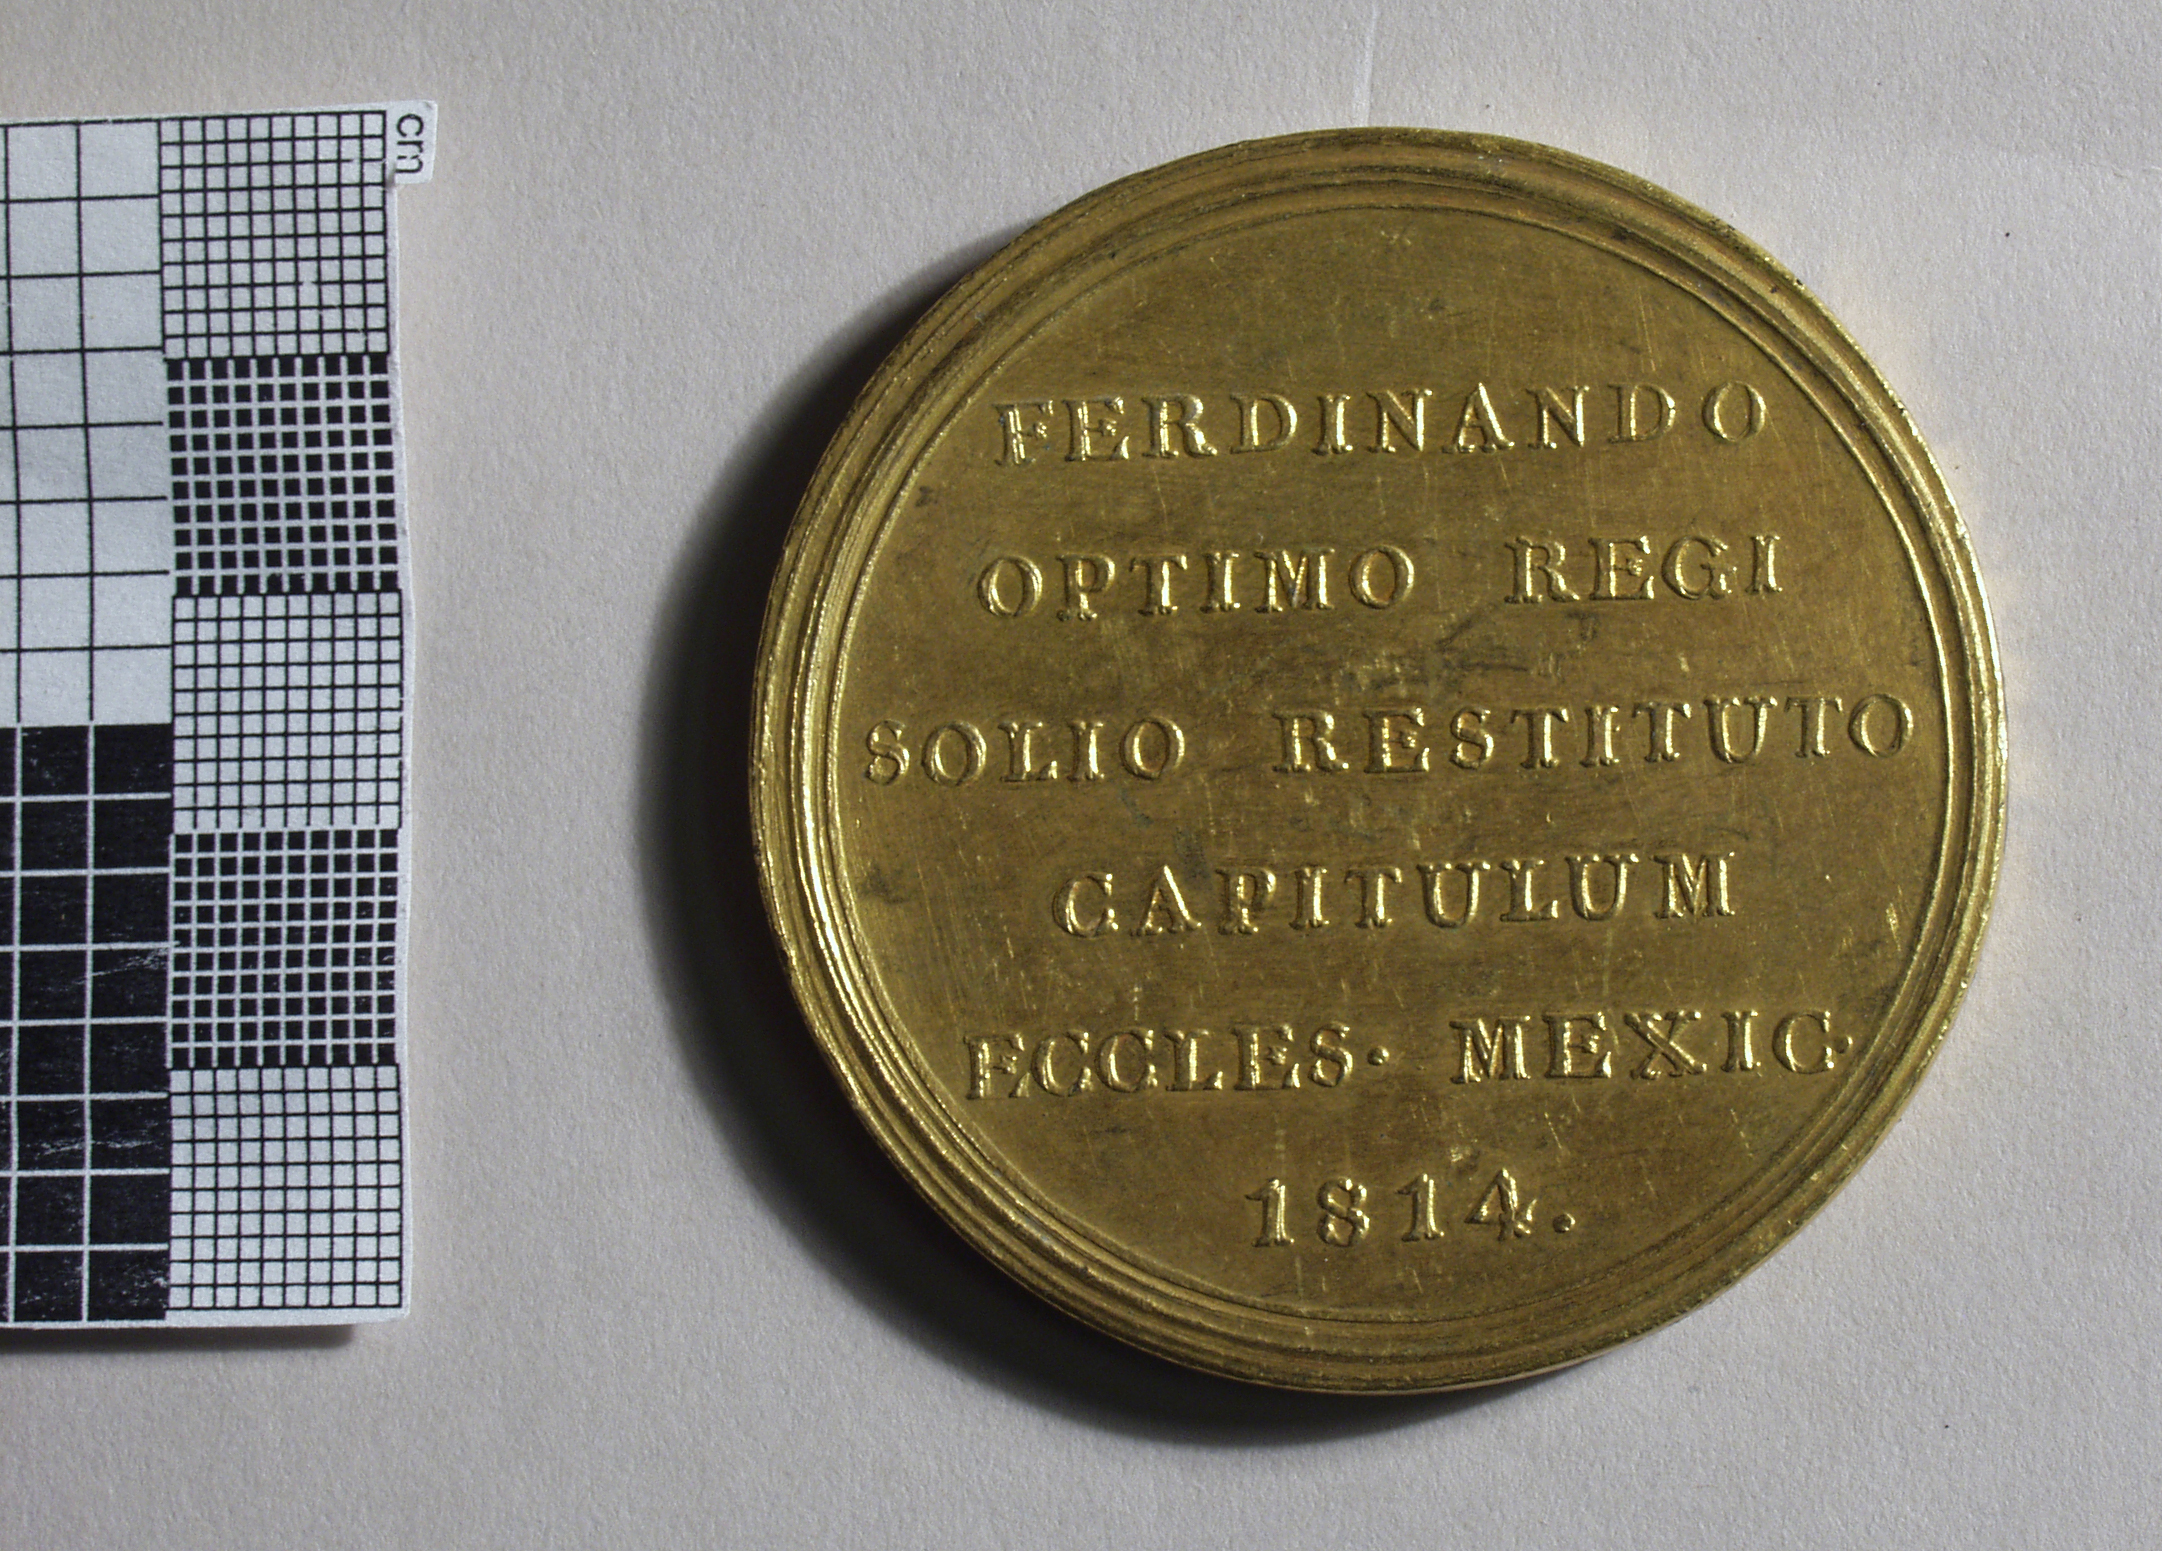 cm
FERDINANDO
OPTIMO REGI
SOLIO RESTITUTO
CAPITULUM
ECCLES· MEXIC·
1814.